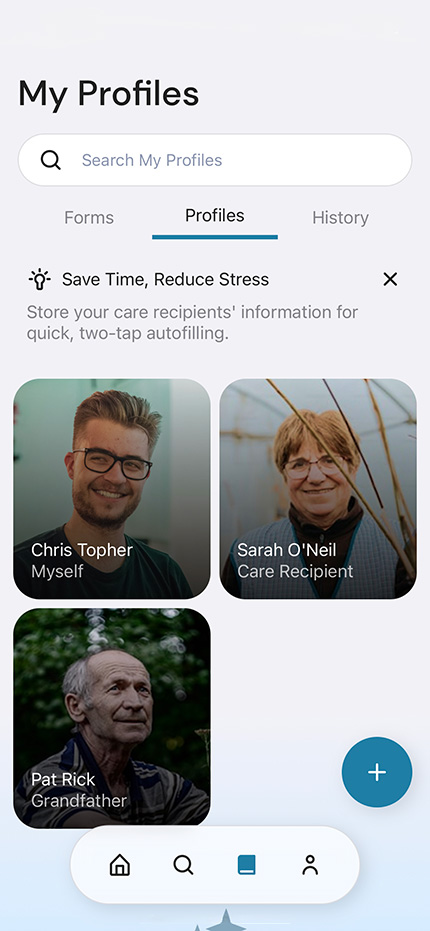 My Profiles
Search My Profiles
Forms
Profiles
History
Save Time, Reduce Stress
Store your care recipients' information for
quick, two-tap autofilling.
Chris Topher
Myself
Sarah O'Neil
Care Recipient
Pat Rick
Grandfather